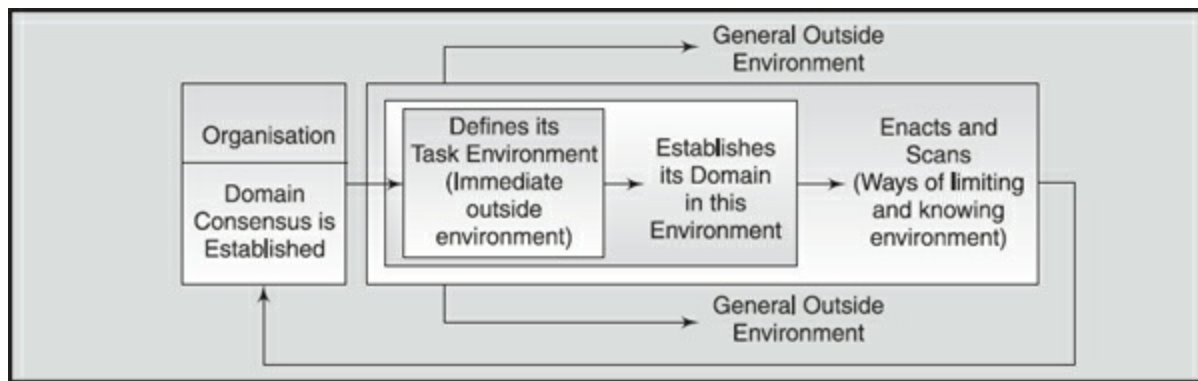 General Outside
Environment
Organisation
Domain
Consensus is
Established
Defines its
Task Environment
(Immediate
outside
environment)
Establishes
its Domain
in this
Environment
Enacts and
Scans
(Ways of limiting
and knowing
environment)
General Outside
Environment